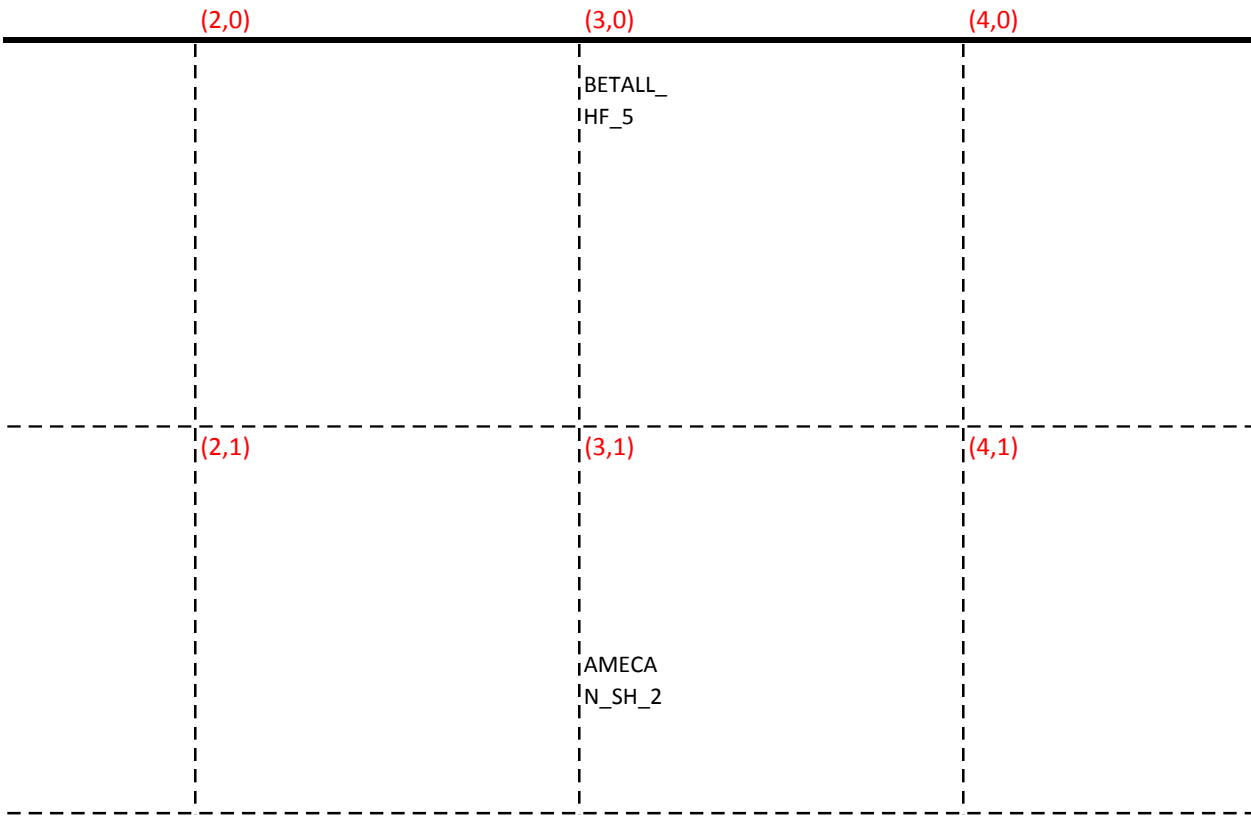 (2,0) (3,0) (4,0)
BETALL_
HF_5
(2,1) (3,1) (4,1)
AMECA
N_SH_2